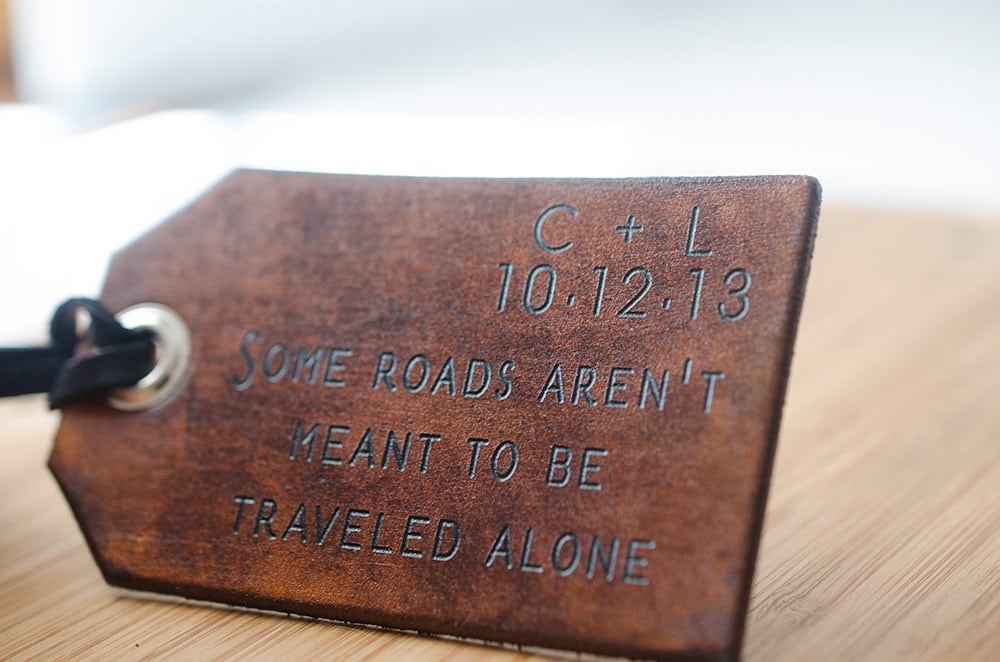 C + L
10.12.13
SOME ROADS AREN'T
MEANT TO BE
TRAVELED ALONE